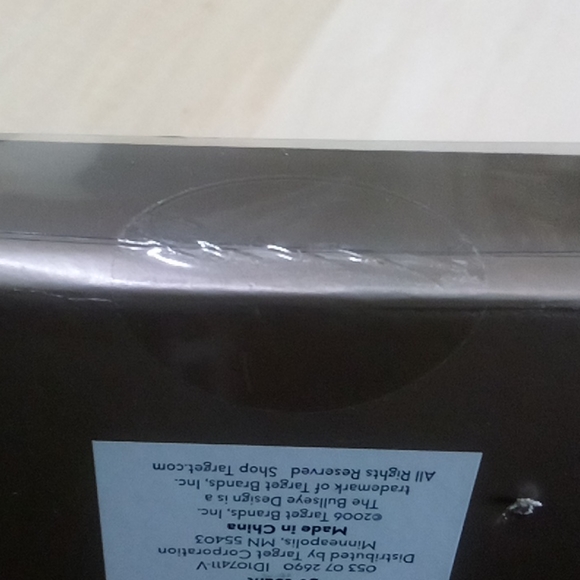 053 07 2690 ID107411-V
Distributed by Target Corporation
Minneapolis, MN 55403
Made in China
©2006 Target Brands, Inc.
The Bullseye Design is a
trademark of Target Brands, Inc.
All Rights Reserved Shop Target.com